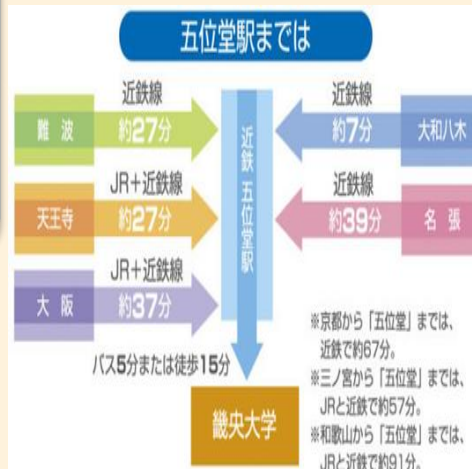 五位堂駅までは
近鉄線
難波
約27分
JR+近鉄線
天王寺
約27分
JR+近鉄線
大阪
約37分
近鉄 五位堂駅
近鉄線
約7分
大和八木
近鉄線
約39分
名張
バス5分または徒歩15分
畿央大学
※京都から「五位堂」までは、
近鉄で約67分。
※三ノ宮から「五位堂」までは、
JRと近鉄で約57分。
※和歌山から「五位堂」までは、
JRと近鉄で約91分。